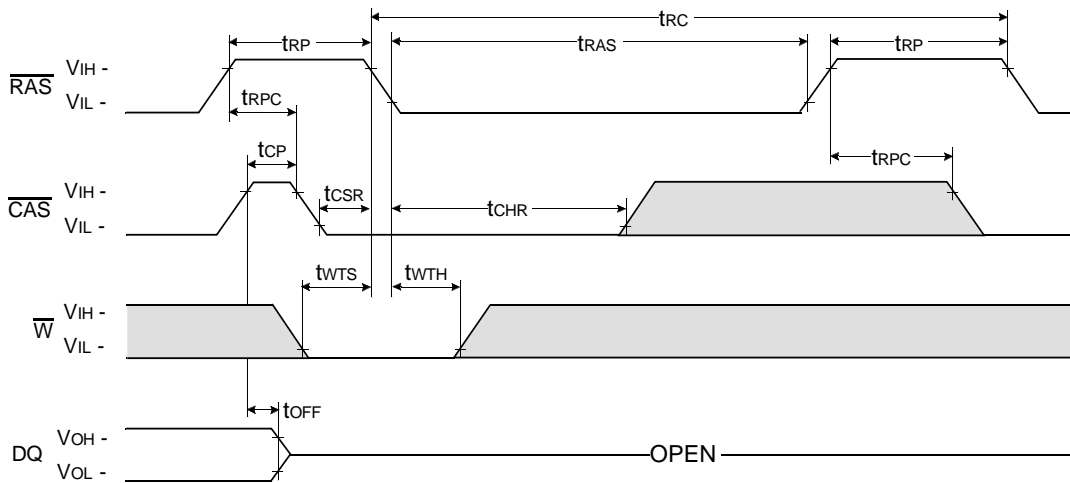 tRC
tRP tRAS tRP
RAS VIH -
VIL -
tRPC
tRPC
tCP
CAS VIH -
VIL -
tCSR
tCHR
tWTS tWTH
W VIH -
VIL -
tOFF
DQ VOH -
VOL -
OPEN